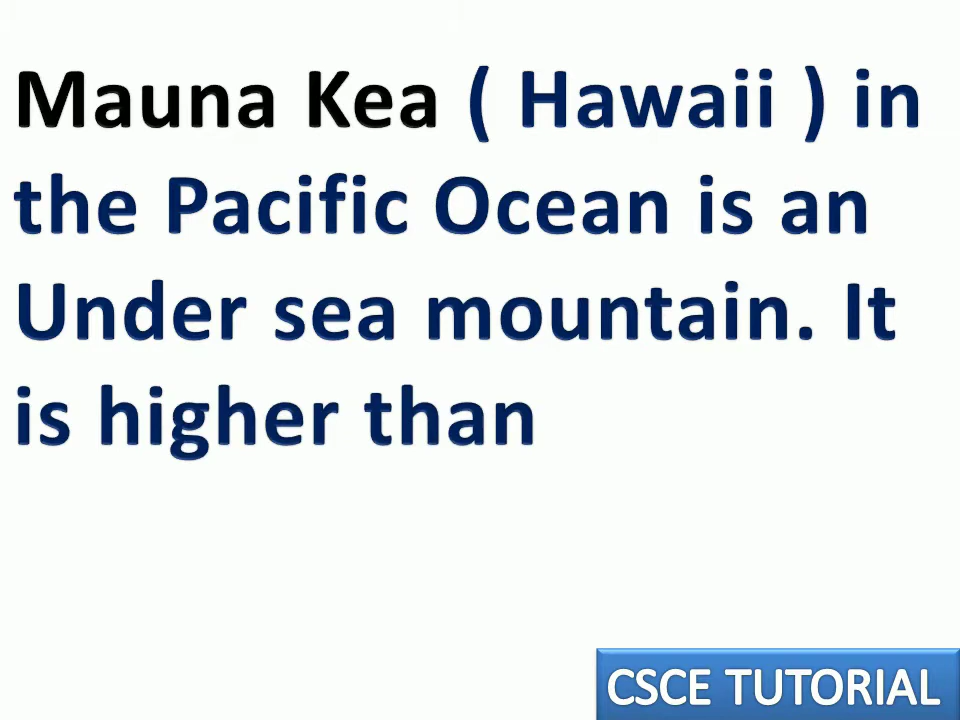 Mauna Kea ( Hawaii ) in
the Pacific Ocean is an
Under sea mountain. It
is higher than
CSCE TUTORIAL